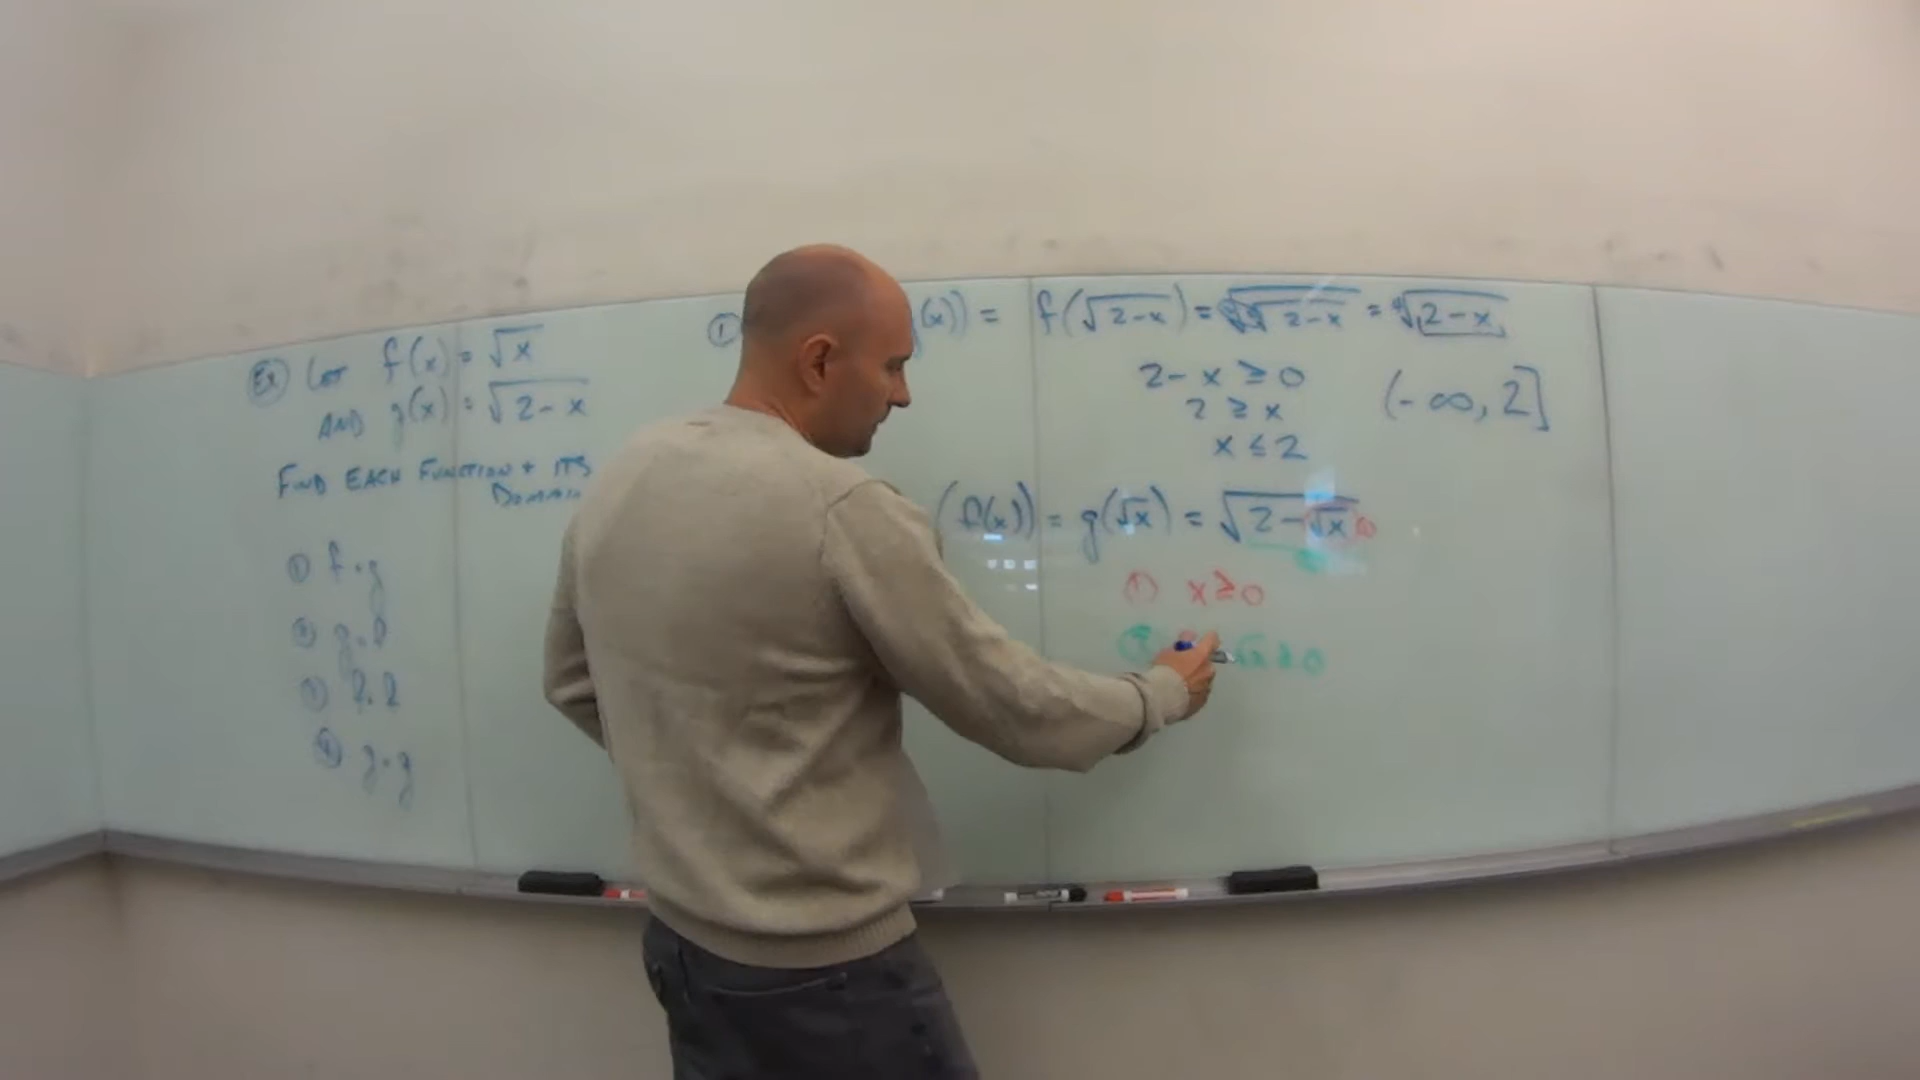 Ex Let f(x) = √x
AND g(x) = √(2-x)
FIND EACH FUNCTION + ITS
DOMAIN
① f∘g
② g∘f
③ f∘f
④ g∘g
① (x)) = f(√(2-x)) = √√(2-x) = ∜(2-x)
2-x ≥ 0
2 ≥ x
x ≤ 2
(-∞, 2]
(f(x)) = g(√x) = √(2-√x) ①
②
① x ≥ 0
② √x ≥ 0